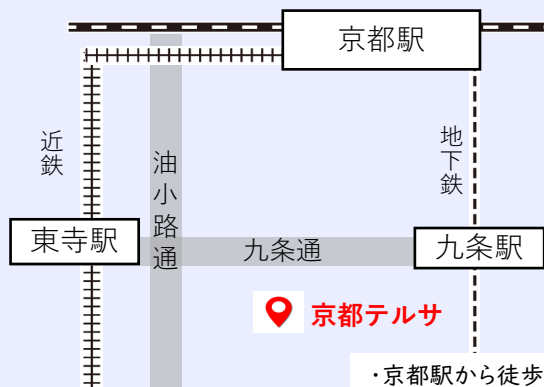 京都駅
近鉄
油小路通
地下鉄
東寺駅
九条通
九条駅
京都テルサ
・京都駅から徒歩